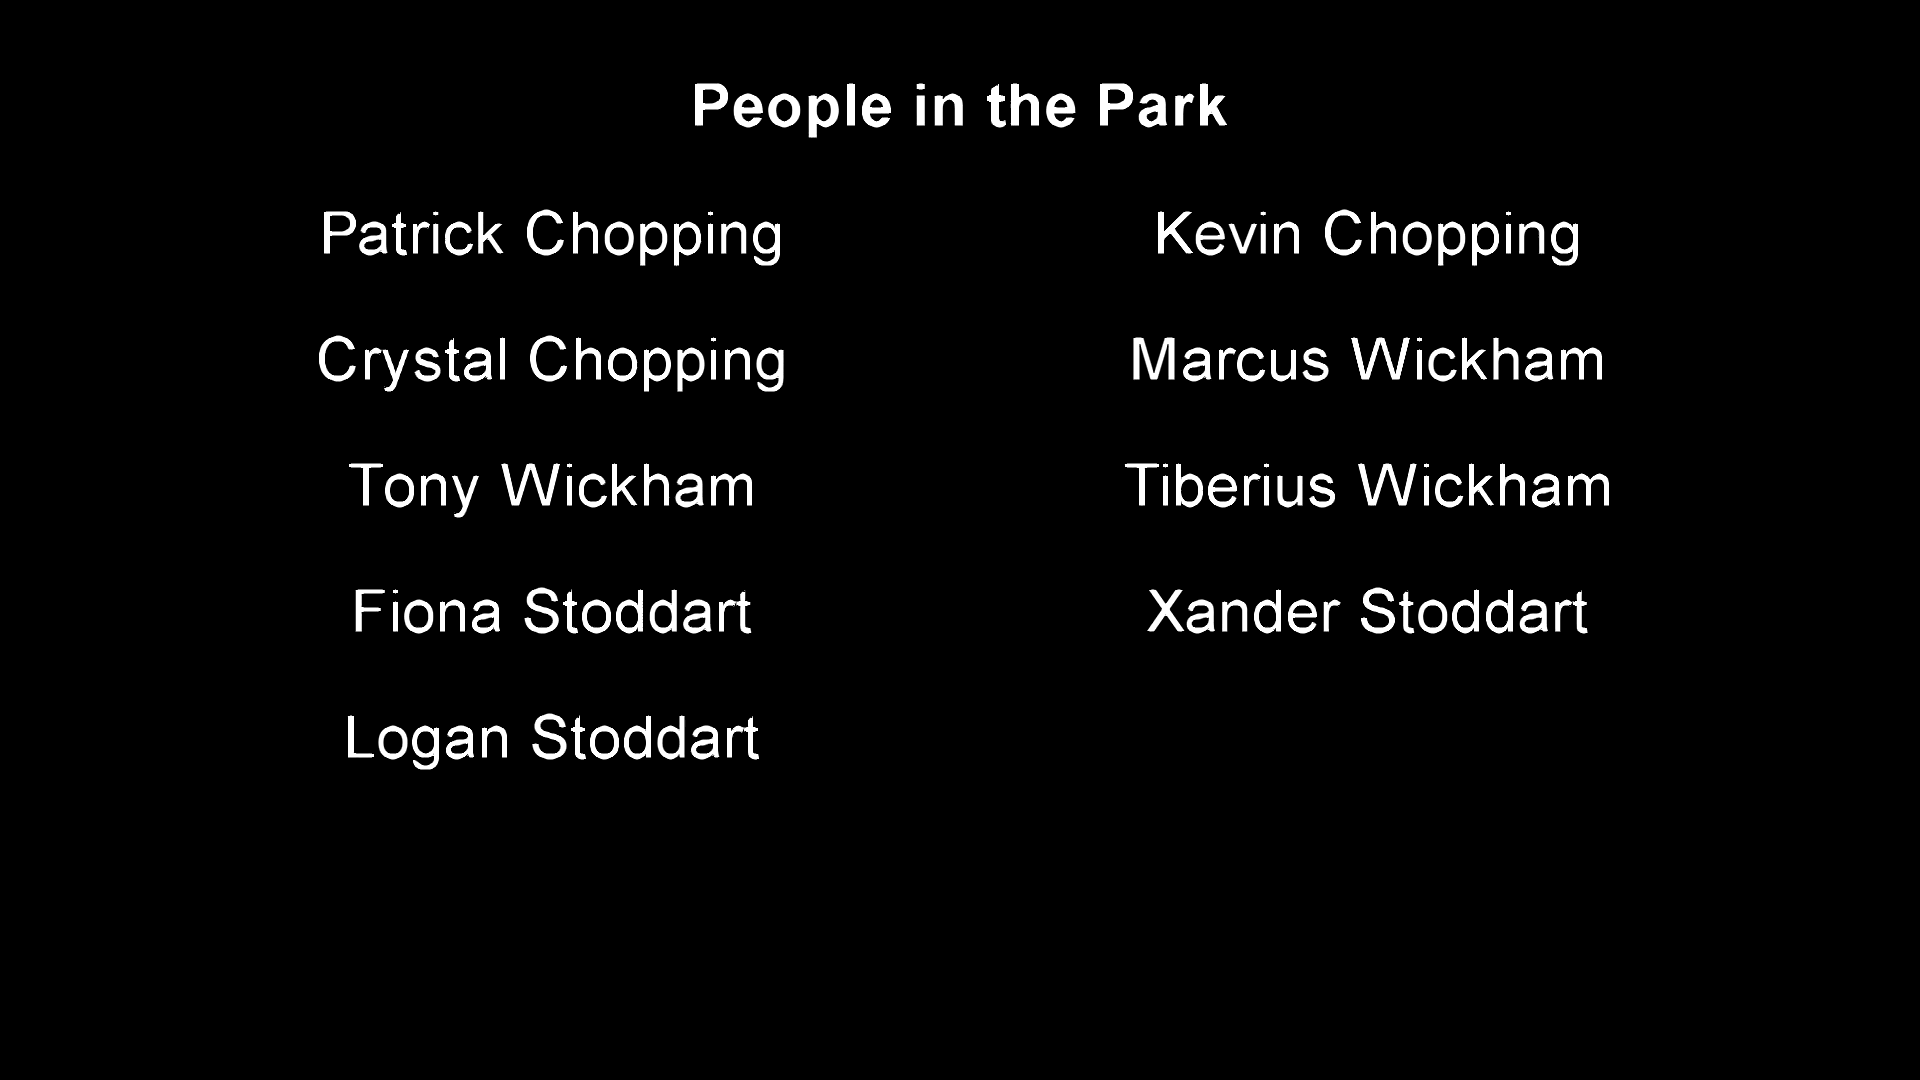 People in the Park
Patrick Chopping
Kevin Chopping
Crystal Chopping
Marcus Wickham
Tony Wickham
Tiberius Wickham
Fiona Stoddart
Xander Stoddart
Logan Stoddart